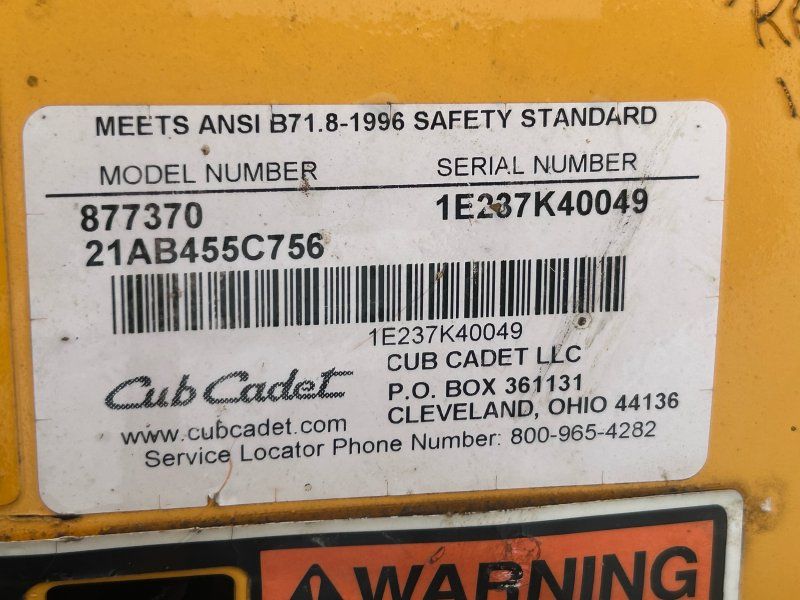 MEETS ANSI B71.8-1996 SAFETY STANDARD
MODEL NUMBER SERIAL NUMBER
877370 1E237K40049
21AB455C756
1E237K40049
Cub Cadet
CUB CADET LLC
P.O. BOX 361131
CLEVELAND, OHIO 44136
www.cubcadet.com
Service Locator Phone Number: 800-965-4282
WARNING